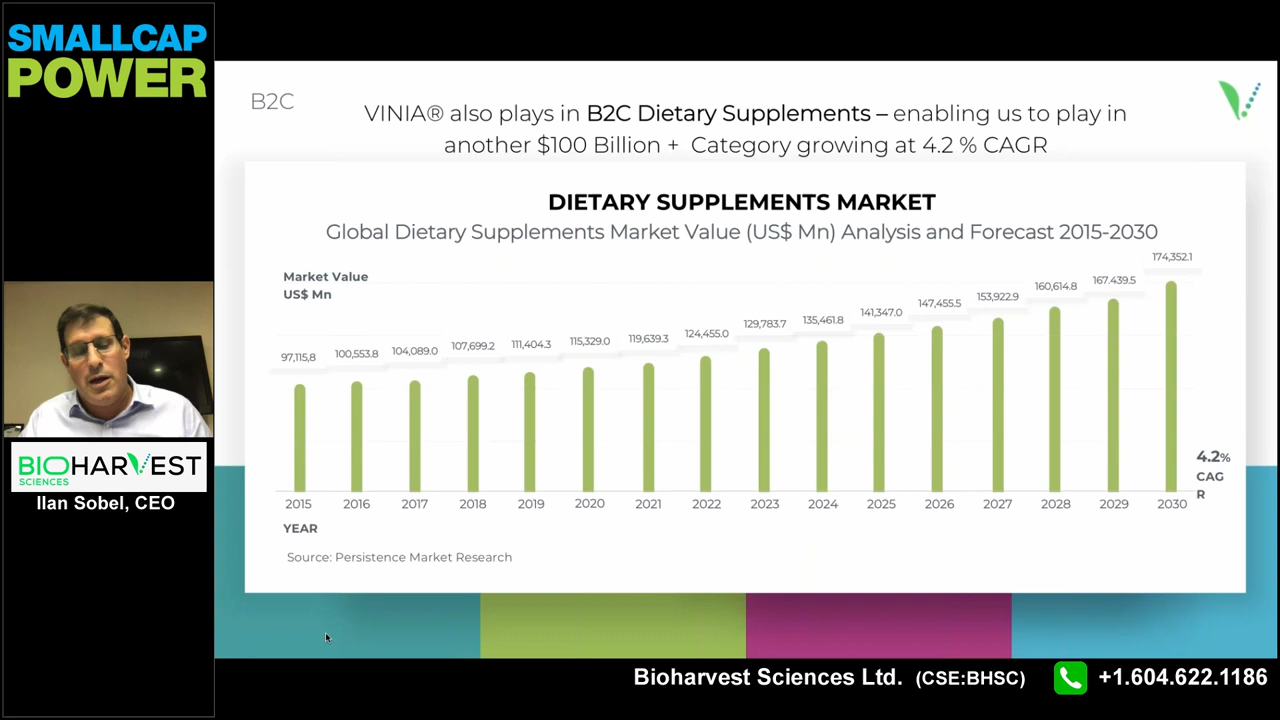 SMALLCAP
POWER
BIOHARVEST
SCIENCES
Ilan Sobel, CEO
B2C
VINIA® also plays in B2C Dietary Supplements – enabling us to play in
another $100 Billion + Category growing at 4.2 % CAGR
DIETARY SUPPLEMENTS MARKET
Global Dietary Supplements Market Value (US$ Mn) Analysis and Forecast 2015-2030
Market Value
US$ Mn
97,115,8 100,553.8 104,089.0 107,699.2 111,404.3 115,329.0 119,639.3 124,455.0 129,783.7 135,461.8 141,347.0 147,455.5 153,922.9 160,614.8 167.439.5 174,352.1
4.2%
CAG
R
2015 2016 2017 2018 2019 2020 2021 2022 2023 2024 2025 2026 2027 2028 2029 2030
YEAR
Source: Persistence Market Research
Bioharvest Sciences Ltd. (CSE:BHSC) +1.604.622.1186